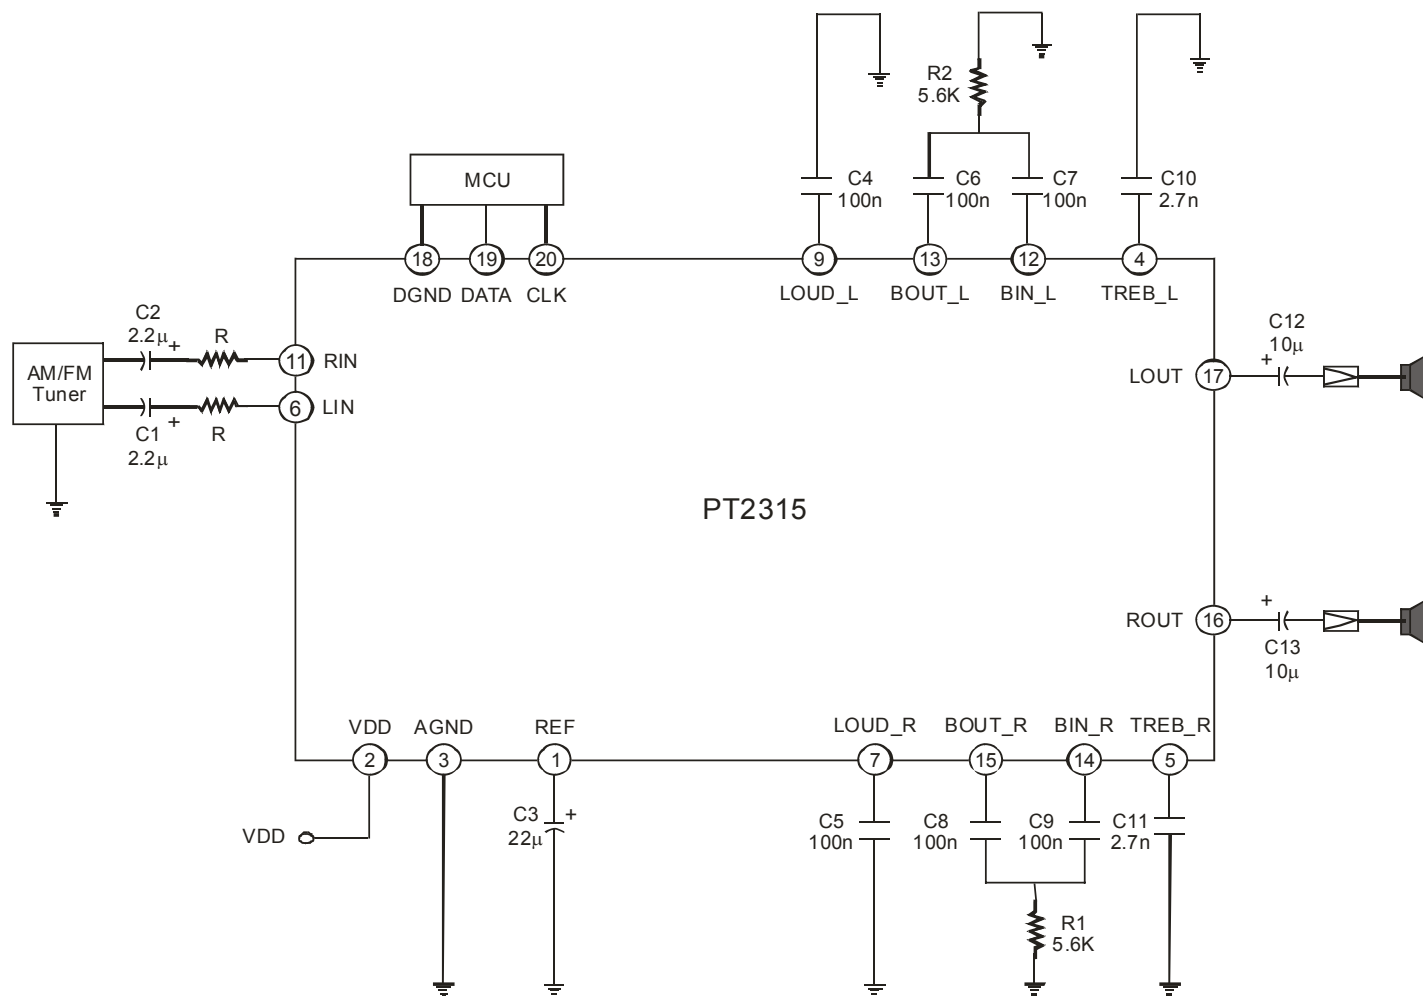 R2
5.6K
MCU
C4
100n
C6
100n
C7
100n
C10
2.7n
18
19
20
9
13
12
4
DGND
DATA
CLK
LOUD_L
BOUT_L
BIN_L
TREB_L
C2
2.2μ
+
R
AM/FM
Tuner
11
RIN
6
LIN
+
C1
2.2μ
R
C12
10μ
+
LOUT
17
PT2315
ROUT
16
+
C13
10μ
VDD
AGND
REF
LOUD_R
BOUT_R
BIN_R
TREB_R
2
3
1
7
15
14
5
VDD
C3
22μ
+
C5
100n
C8
100n
C9
100n
C11
2.7n
R1
5.6K